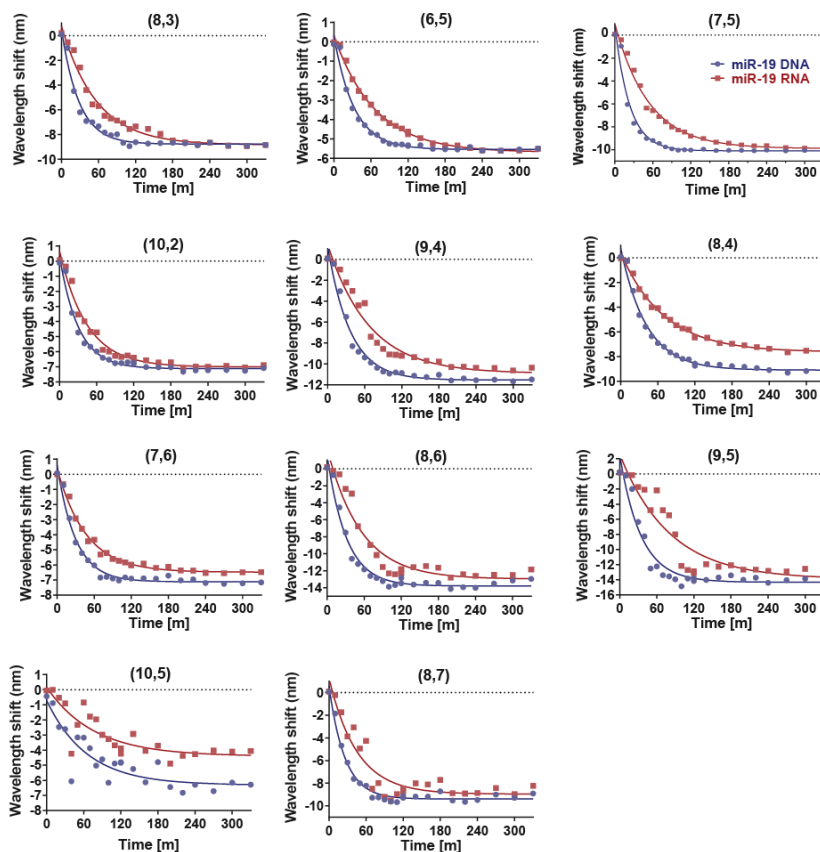 (8,3)
Wavelength shift (nm)
0
-2
-4
-6
-8
-10
0 60 120 180 240 300
Time [m]
(6,5)
Wavelength shift (nm)
1
0
-1
-2
-3
-4
-5
-6
0 60 120 180 240 300
Time [m]
(7,5)
Wavelength shift (nm)
0
-2
-4
-6
-8
-10
0 60 120 180 240 300
Time [m]
miR-19 DNA
miR-19 RNA
(10,2)
Wavelength shift (nm)
1
0
-1
-2
-3
-4
-5
-6
-7
-8
0 60 120 180 240 300
Time [m]
(9,4)
Wavelength shift (nm)
0
-2
-4
-6
-8
-10
-12
0 60 120 180 240 300
Time [m]
(8,4)
Wavelength shift (nm)
0
-2
-4
-6
-8
-10
0 60 120 180 240 300
Time [m]
(7,6)
Wavelength shift (nm)
1
0
-1
-2
-3
-4
-5
-6
-7
-8
0 60 120 180 240 300
Time [m]
(8,6)
Wavelength shift (nm)
0
-2
-4
-6
-8
-10
-12
-14
0 60 120 180 240 300
Time [m]
(9,5)
Wavelength shift (nm)
2
0
-2
-4
-6
-8
-10
-12
-14
-16
0 60 120 180 240 300
Time [m]
(10,5)
Wavelength shift (nm)
1
0
-1
-2
-3
-4
-5
-6
-7
-8
0 60 120 180 240 300
Time [m]
(8,7)
Wavelength shift (nm)
0
-2
-4
-6
-8
-10
0 60 120 180 240 300
Time [m]